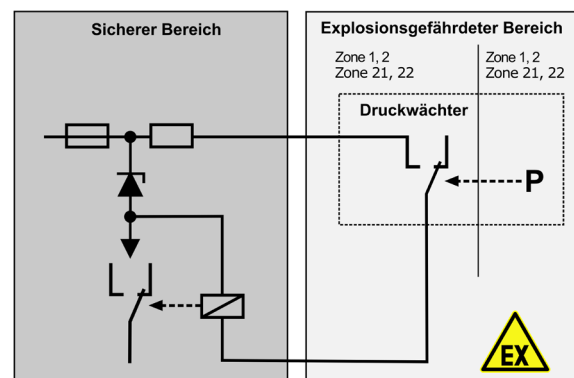 Sicherer Bereich
Explosionsgefährdeter Bereich
Zone 1, 2
Zone 21, 22
Zone 1, 2
Zone 21, 22
Druckwächter
P
EX